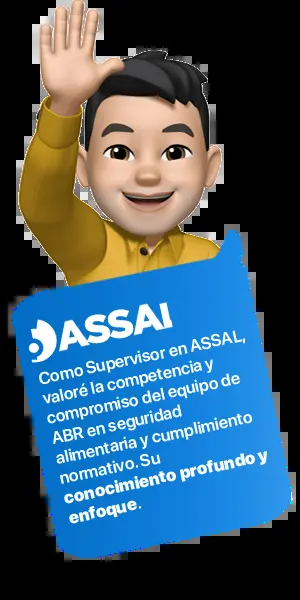 ASSAl
Como Supervisor en ASSAL,
valoré la competencia y
compromiso del equipo de
ABR en seguridad
alimentaria y cumplimiento
normativo. Su
conocimiento profundo y
enfoque.